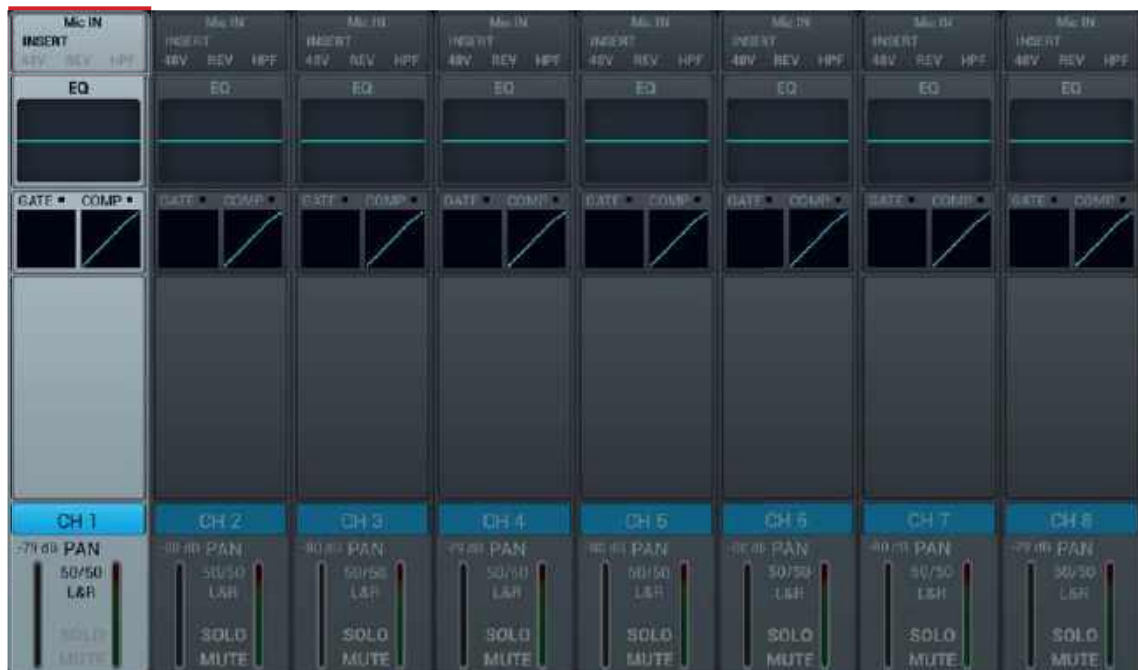 Mic IN Mic IN Mic IN Mic IN Mic IN Mic IN Mic IN Mic IN
INSERT INSERT INSERT INSERT INSERT INSERT INSERT INSERT
48V REV HPF 48V REV HPF 48V REV HPF 48V REV HPF 48V REV HPF 48V REV HPF 48V REV HPF 48V REV HPF
EQ EQ EQ EQ EQ EQ EQ EQ
GATE COMP GATE COMP GATE COMP GATE COMP GATE COMP GATE COMP GATE COMP GATE COMP
CH 1 CH 2 CH 3 CH 4 CH 5 CH 6 CH 7 CH 8
-79 dB PAN PAN PAN PAN PAN PAN PAN PAN
50/50 50/50 50/50 50/50 50/50 50/50 50/50 50/50
L&R L&R L&R L&R L&R L&R L&R L&R
SOLO SOLO SOLO SOLO SOLO SOLO SOLO SOLO
MUTE MUTE MUTE MUTE MUTE MUTE MUTE MUTE